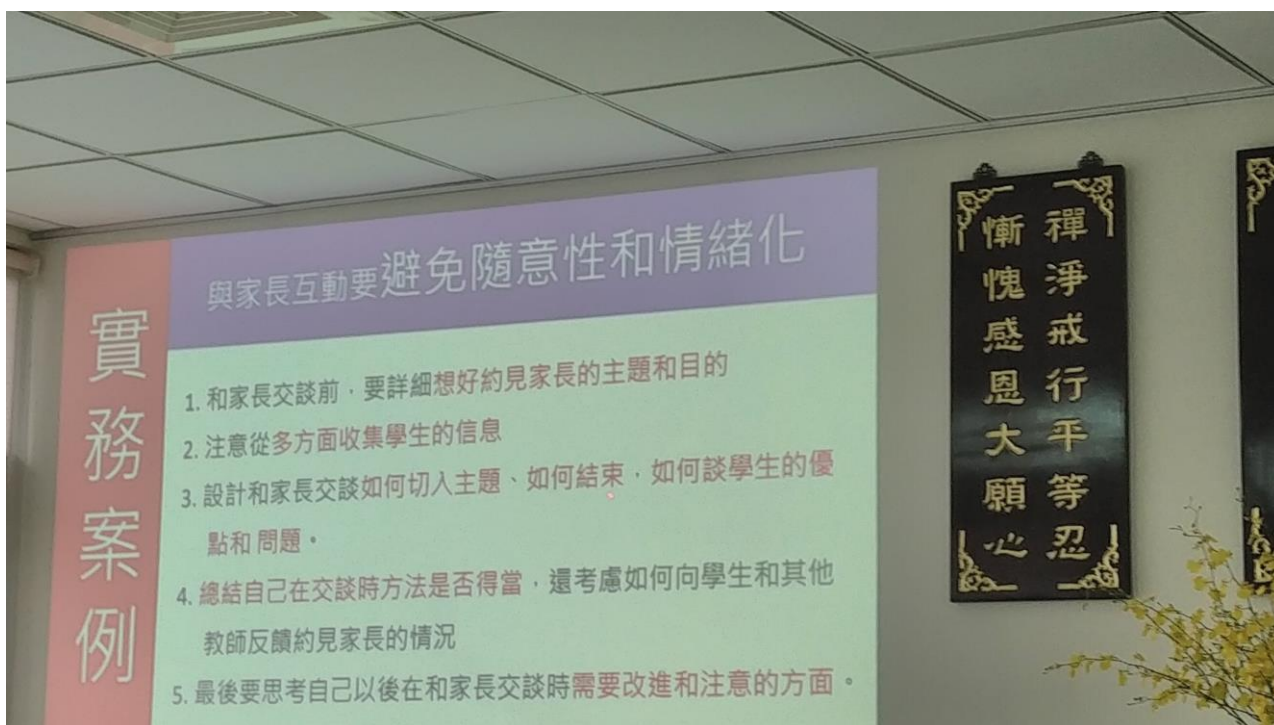 實務案例
與家長互動要避免隨意性和情緒化
1. 和家長交談前，要詳細想好約見家長的主題和目的
2. 注意從多方面收集學生的信息
3. 設計和家長交談如何切入主題、如何結束，如何談學生的優
點和 問題。
4. 總結自己在交談時方法是否得當，還考慮如何向學生和其他
教師反饋約見家長的情況
5. 最後要思考自己以後在和家長交談時需要改進和注意的方面。
禪淨戒行平等忍
慚愧感恩大願心